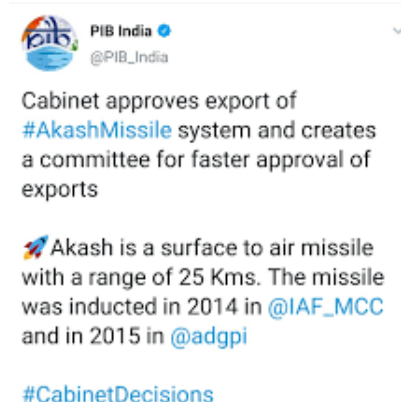 PIB India
@PIB_India
Cabinet approves export of
#AkashMissile system and creates
a committee for faster approval of
exports
🚀Akash is a surface to air missile
with a range of 25 Kms. The missile
was inducted in 2014 in @IAF_MCC
and in 2015 in @adgpi
#CabinetDecisions